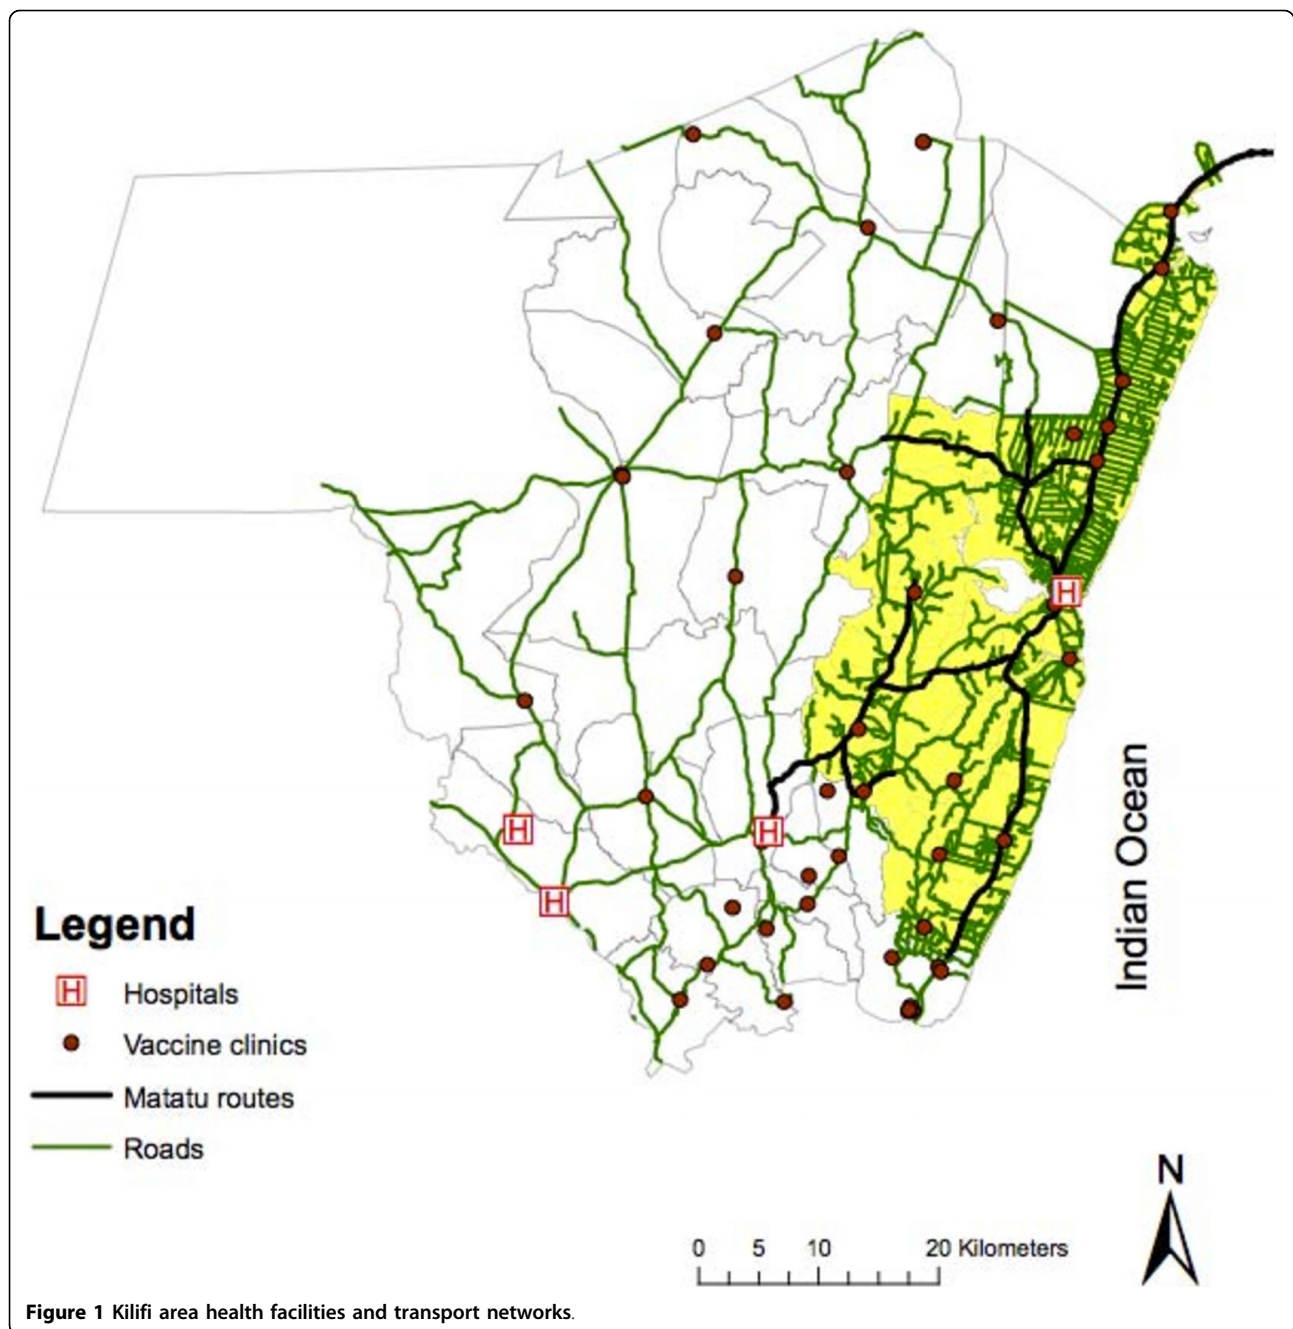 H
H
H
H
Indian Ocean
Legend
H Hospitals
Vaccine clinics
Matatu routes
Roads
N
0 5 10 20 Kilometers
Figure 1 Kilifi area health facilities and transport networks.